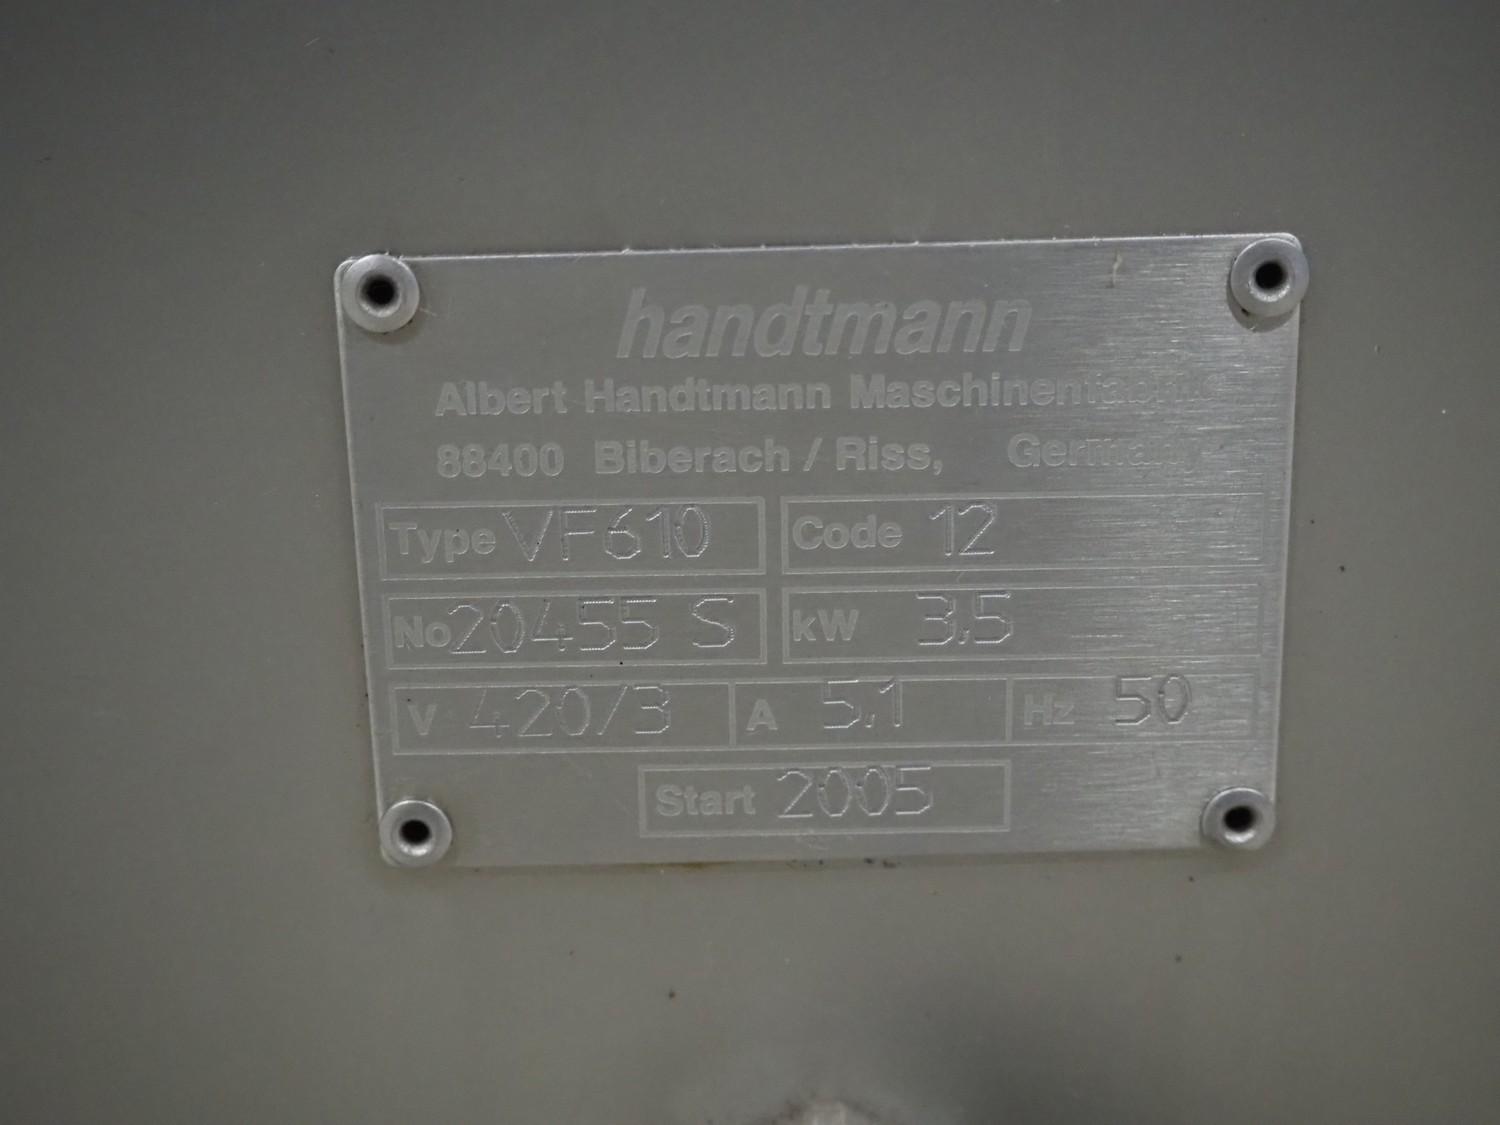 handtmann
Albert Handtmann Maschinenfabrik
88400 Biberach / Riss, Germany
Type VF610 Code 12
No 20455 S kW 3,5
V 420/3 A 5,1 Hz 50
Start 2005